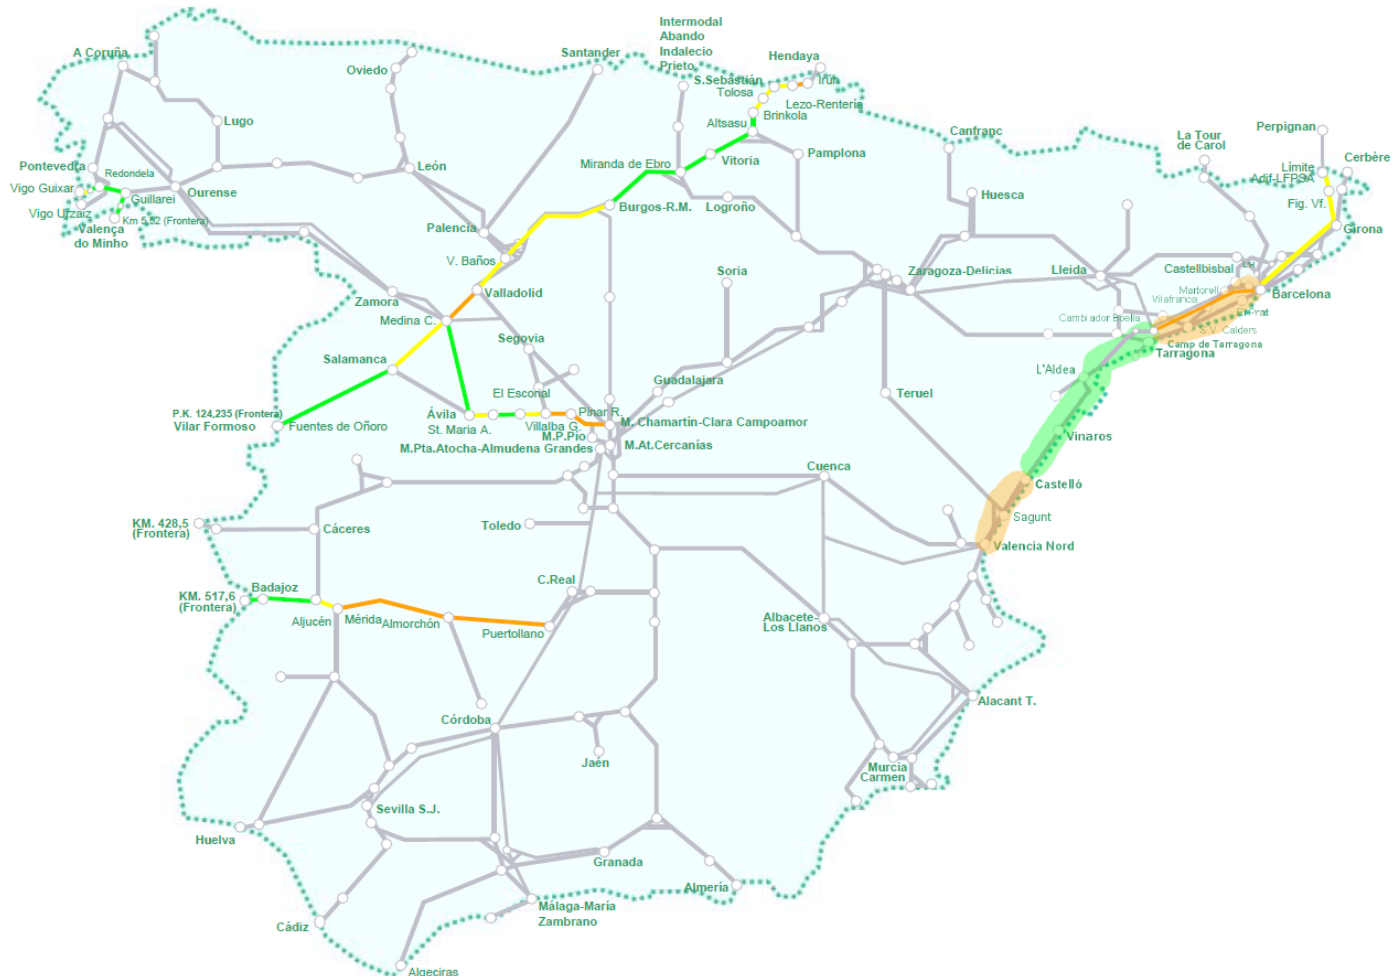 Intermodal
Abando
Indalecio
Prieto
A Coruña
Oviedo
Santander
Hendaya
S.Sebastián
Irun
Tolosa
Lezo-Rentería
Brinkola
Altsasu
Lugo
Canfranc
La Tour
de Carol
Perpignan
Cerbère
Límite
Adif-LFPSA
Fig. Vf.
Girona
Pontevedra
Redondela
Vigo Guixar
Guillarei
Ourense
Vigo Urzaiz
Km 5,52 (Frontera)
Valença
do Minho
León
Miranda de Ebro
Vitoria
Pamplona
Huesca
Logroño
Burgos-R.M.
Palencia
V. Baños
Soria
Zaragoza-Delicias
Lleida
Castellbisbal
Martorell
Barcelona
Vilafranca
El Prat
Zamora
Valladolid
Medina C.
Segovia
S.V. Calders
Camp de Tarragona
Tarragona
Salamanca
L'Aldea
Guadalajara
Teruel
El Escorial
P.K. 124,235 (Frontera)
Vilar Formoso
Fuentes de Oñoro
Ávila
St. Maria A.
Villalba G.
Pinar R.
M. Chamartín-Clara Campoamor
M.P.Pío
M.At.Cercanías
M.Pta.Atocha-Almudena Grandes
Vinaros
Cuenca
Castelló
Sagunt
Valencia Nord
KM. 428,5
(Frontera)
Cáceres
Toledo
Badajoz
KM. 517,6
(Frontera)
Aljucén
Mérida
Almorchón
Puertollano
C.Real
Albacete-
Los Llanos
Alacant T.
Córdoba
Jaén
Murcia
Carmen
Sevilla S.J.
Huelva
Granada
Almería
Málaga-María
Zambrano
Cádiz
Algeciras